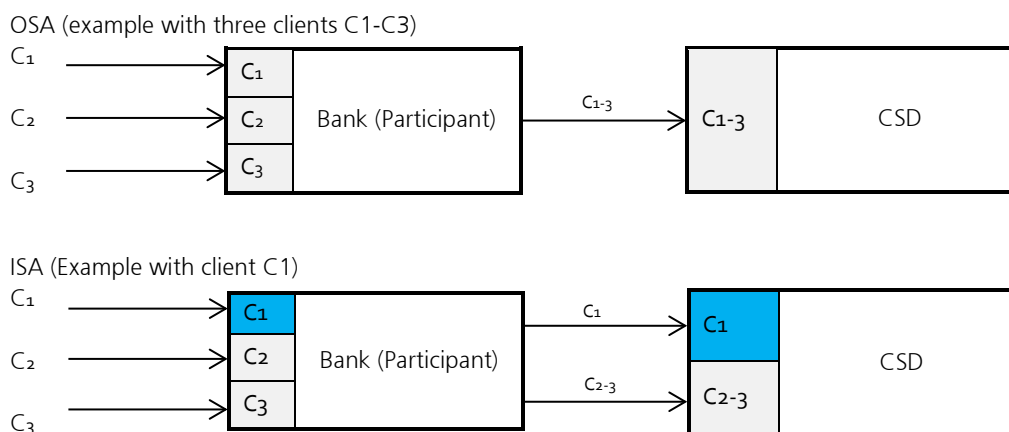 OSA (example with three clients C1-C3)
C1
C1
C2
C2
C3
C3
Bank (Participant)
C1-3
C1-3
CSD
ISA (Example with client C1)
C1
C1
C2
C2
C3
C3
Bank (Participant)
C1
C2-3
C1
C2-3
CSD